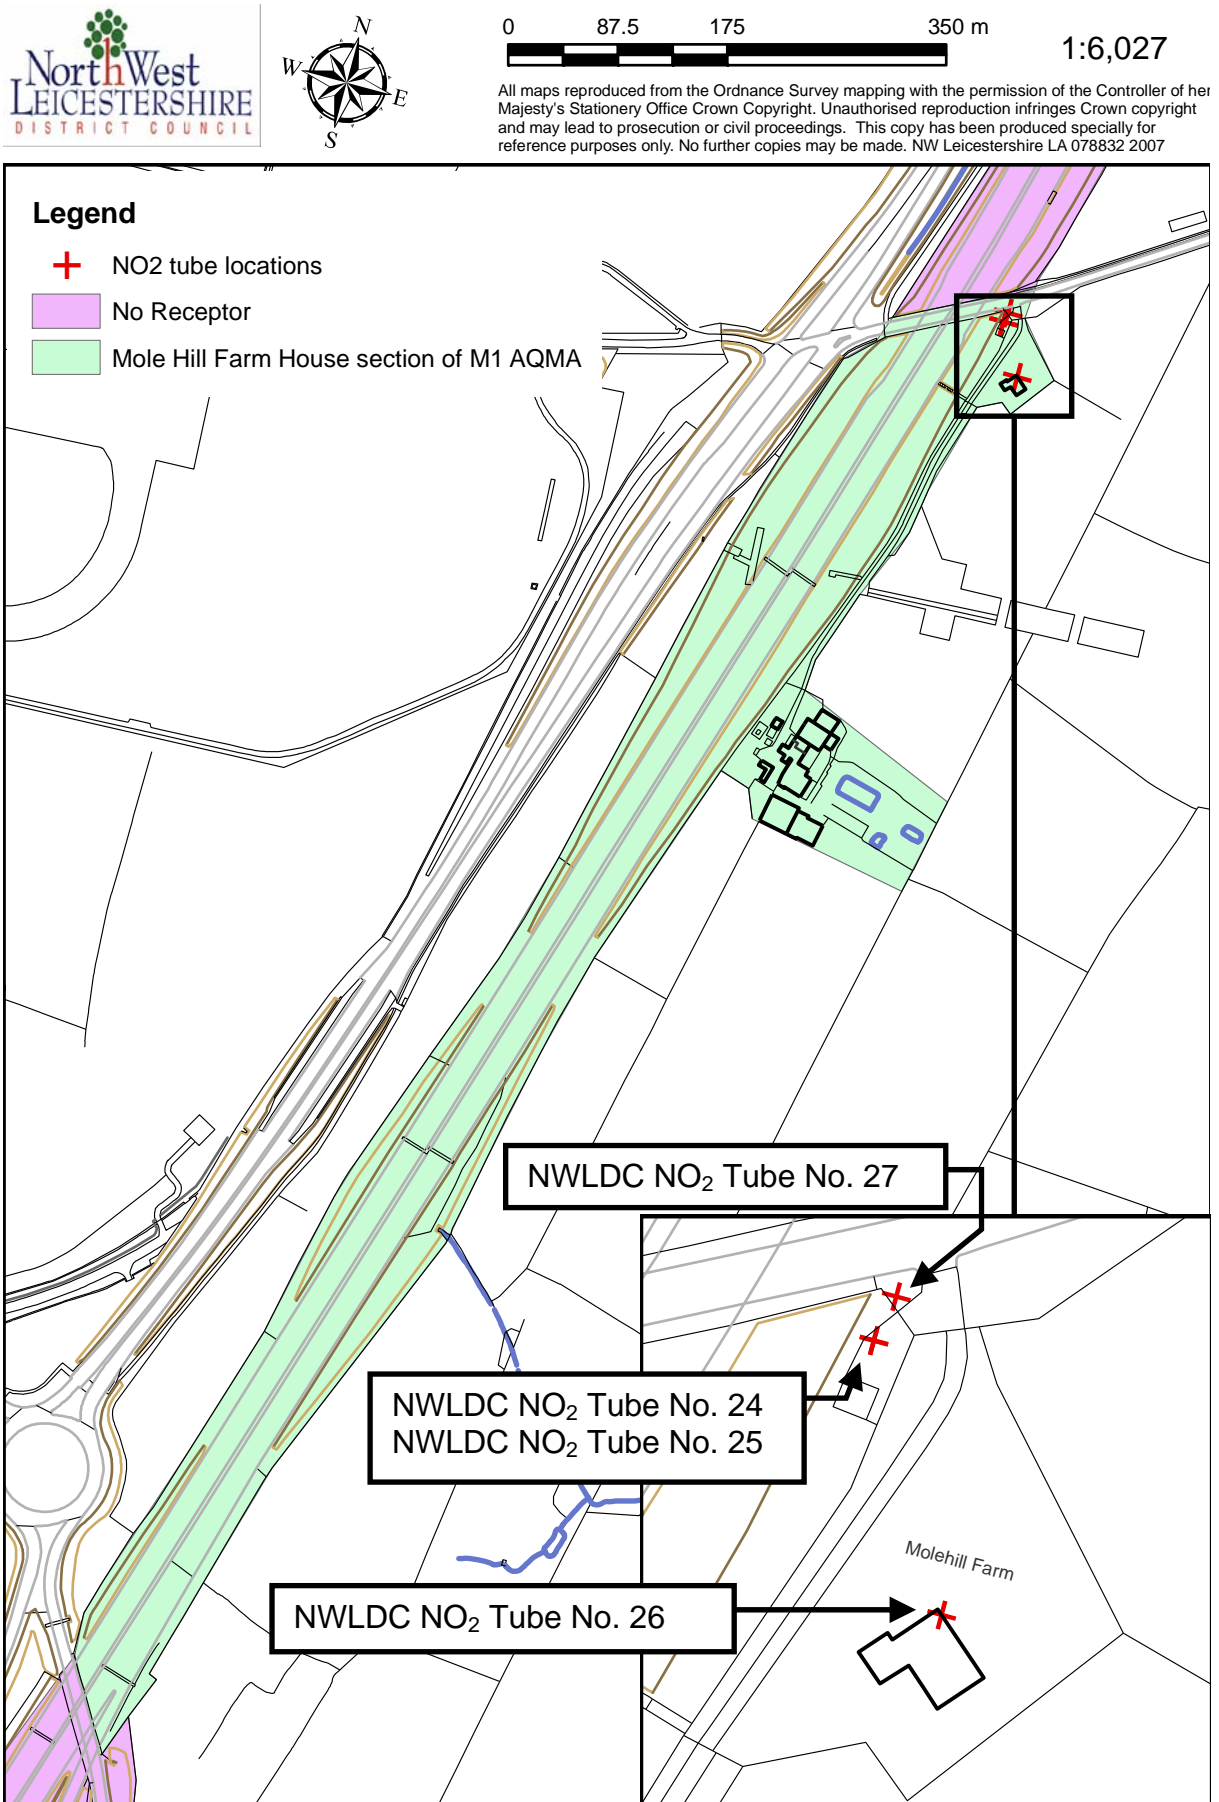 NorthWest
LEICESTERSHIRE
DISTRICT COUNCIL
N
W
E
S
0 87.5 175 350 m
1:6,027
All maps reproduced from the Ordnance Survey mapping with the permission of the Controller of her
Majesty's Stationery Office Crown Copyright. Unauthorised reproduction infringes Crown copyright
and may lead to prosecution or civil proceedings. This copy has been produced specially for
reference purposes only. No further copies may be made. NW Leicestershire LA 078832 2007
Legend
NO2 tube locations
No Receptor
Mole Hill Farm House section of M1 AQMA
NWLDC NO₂ Tube No. 27
NWLDC NO₂ Tube No. 24
NWLDC NO₂ Tube No. 25
Molehill Farm
NWLDC NO₂ Tube No. 26